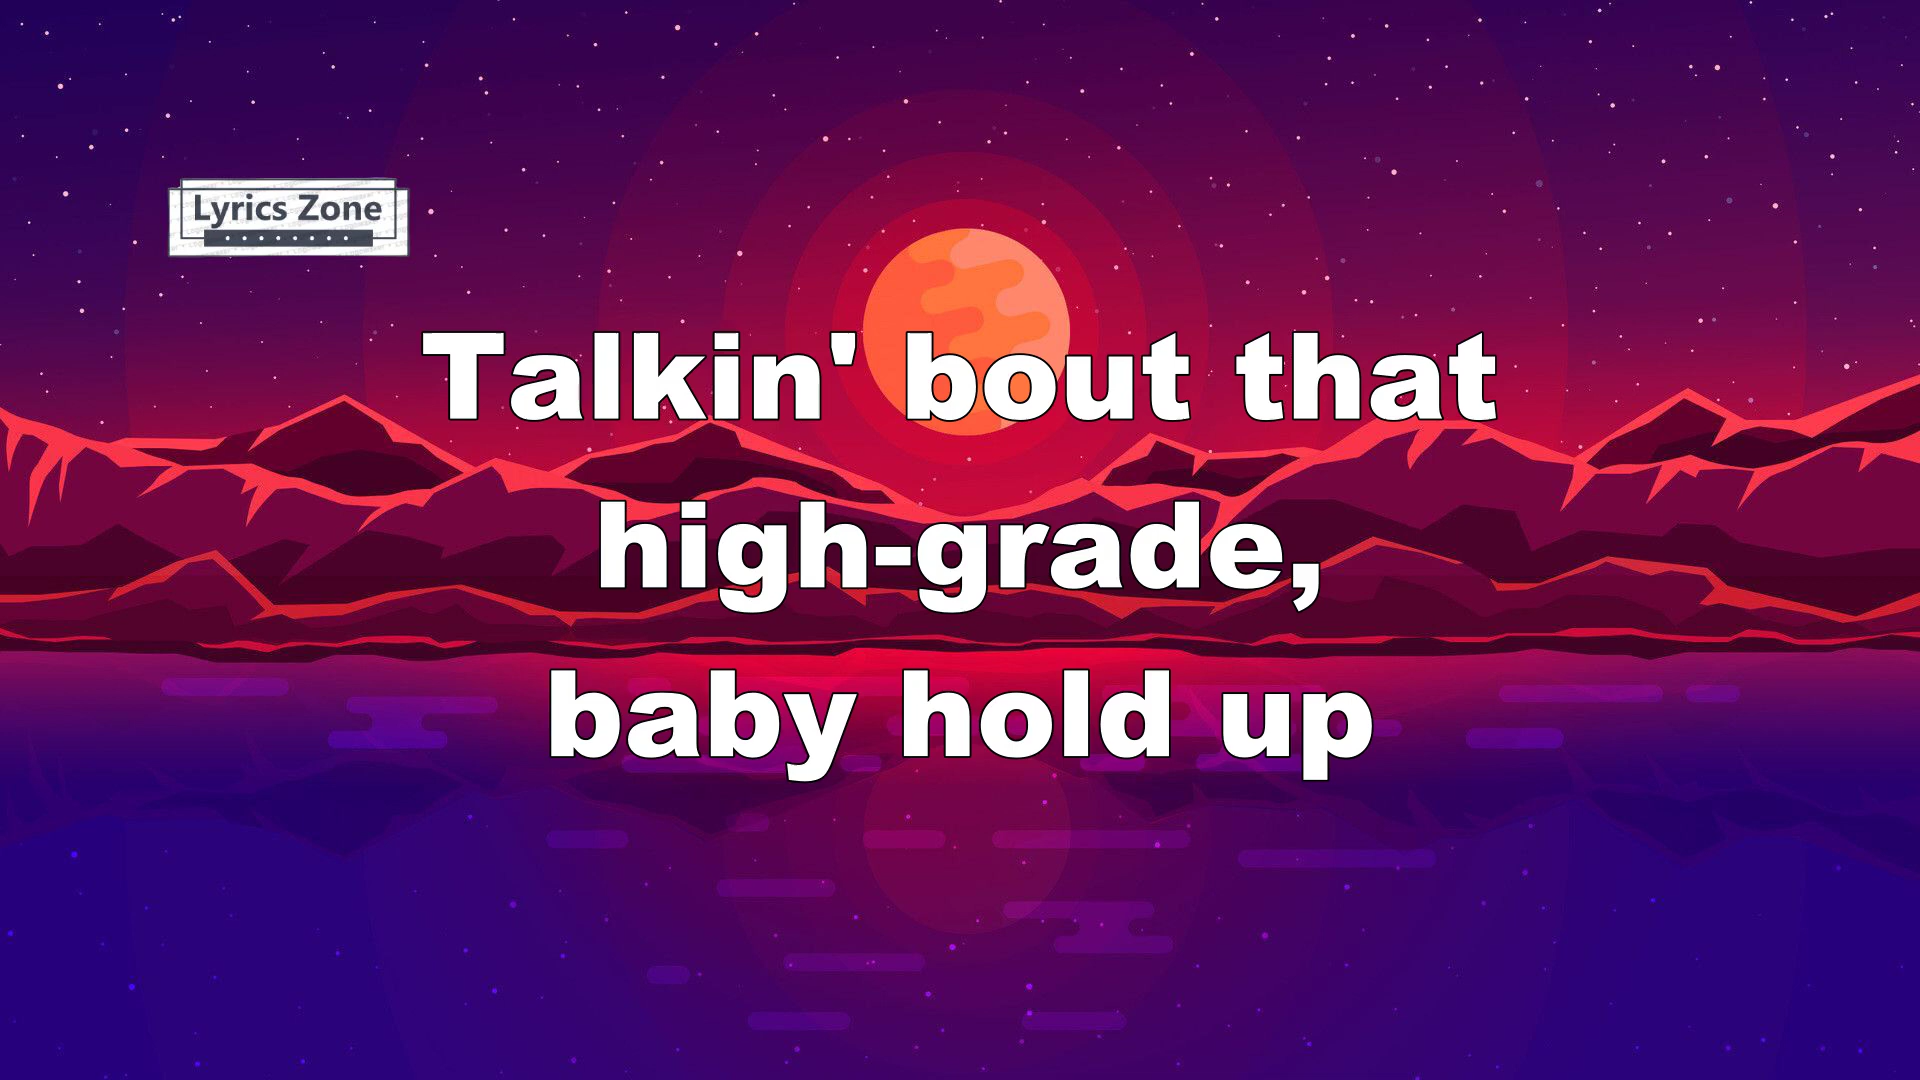 Lyrics Zone
Talkin' bout that
high-grade,
baby hold up